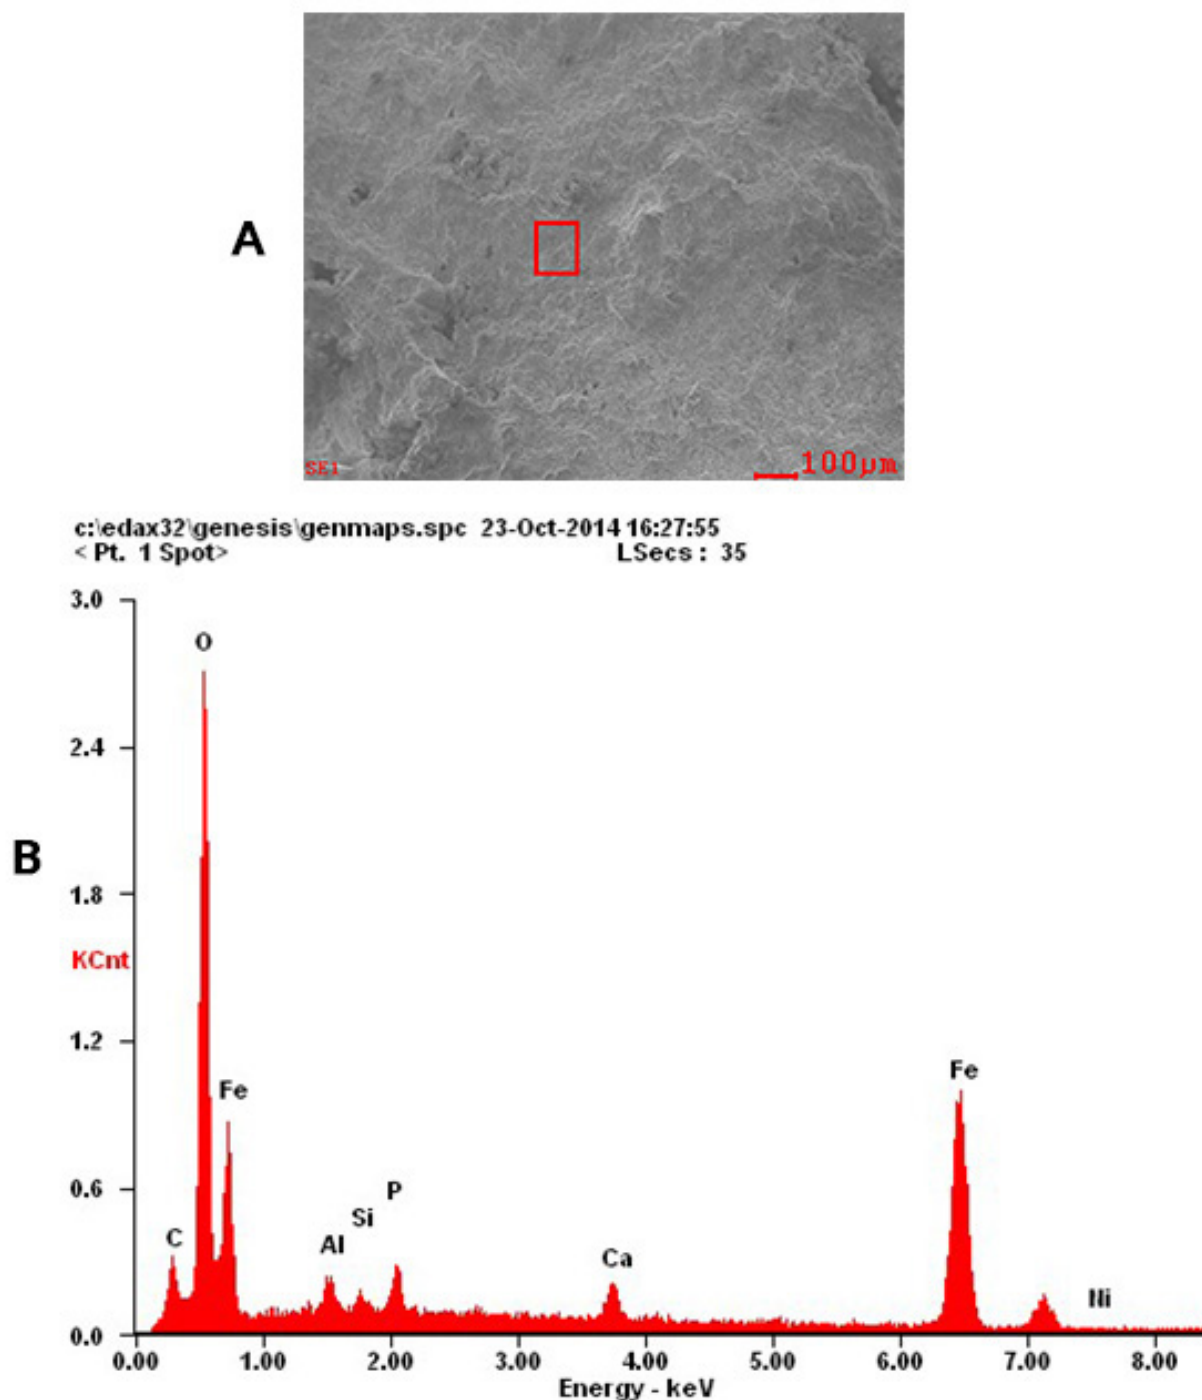 A
SE1
100µm
c:\edax32\genesis\genmaps.spc 23-Oct-2014 16:27:55
< Pt. 1 Spot> LSecs : 35
B
3.0
2.4
1.8
KCnt
1.2
0.6
0.0
O
Fe
C
Al
Si
P
Ca
Fe
Ni
0.00 1.00 2.00 3.00 4.00 5.00 6.00 7.00 8.00
Energy - keV